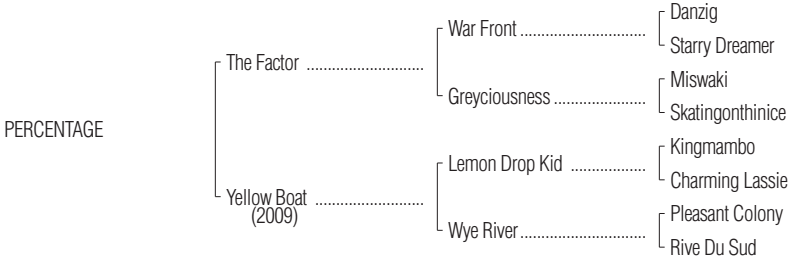 Danzig
War Front ..............................
Starry Dreamer
The Factor ............................
Miswaki
Greyciousness ......................
Skatingonthinice
PERCENTAGE
Kingmambo
Lemon Drop Kid ..................
Charming Lassie
Yellow Boat ..........................
(2009)
Pleasant Colony
Wye River ..............................
Rive Du Sud